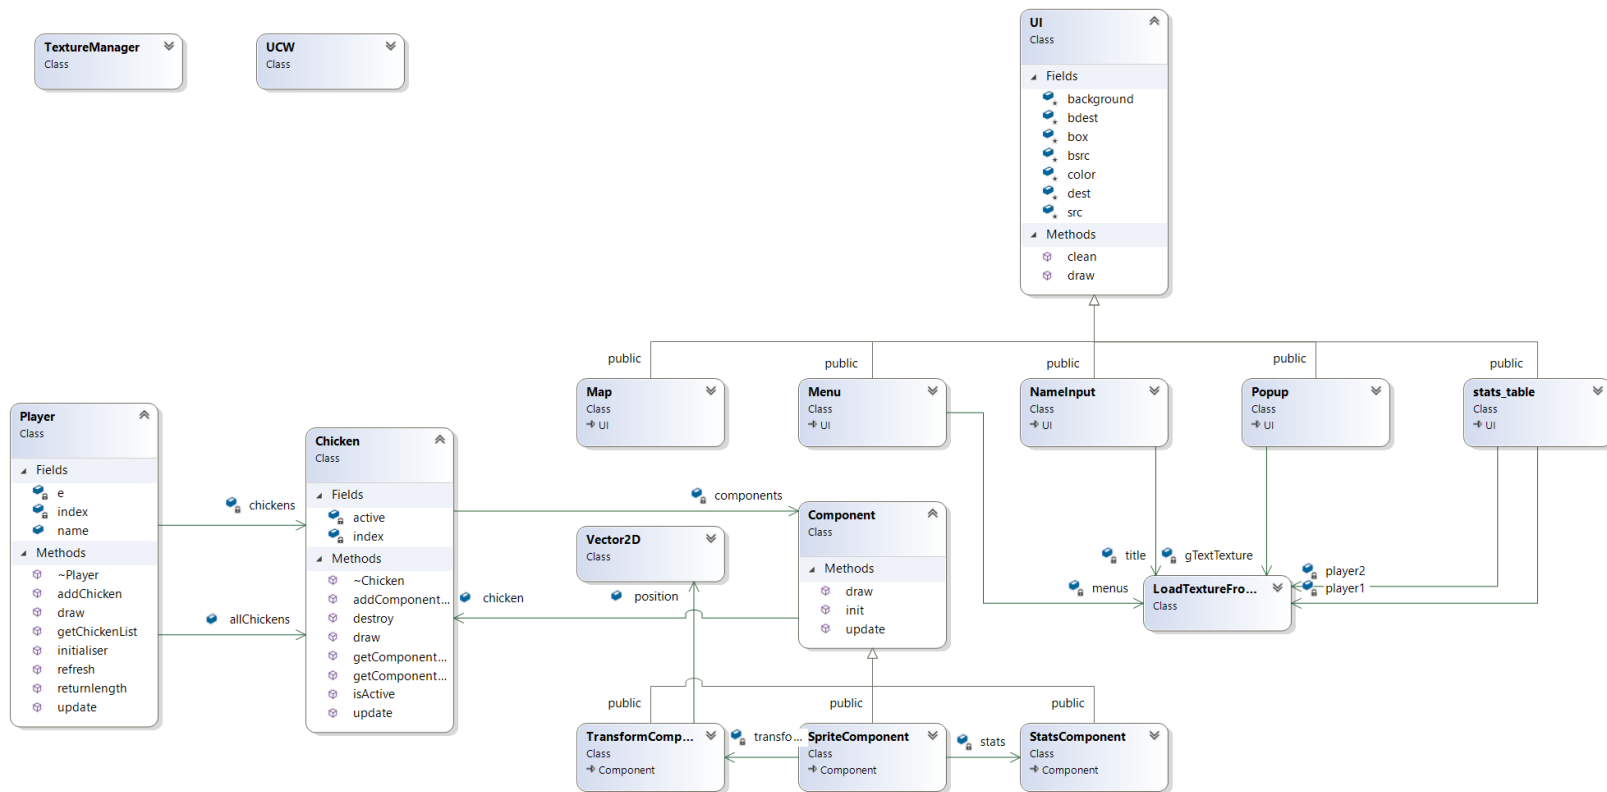 TextureManager
Class
UCW
Class
UI
Class
Fields
background
bdest
box
bsrc
color
dest
src
Methods
clean
draw
public
public
public
public
public
Map
Class
UI
Menu
Class
UI
NameInput
Class
UI
Popup
Class
UI
stats_table
Class
UI
Player
Class
Fields
e
index
name
Methods
~Player
addChicken
draw
getChickenList
initialiser
refresh
returnlength
update
chickens
allChickens
Chicken
Class
Fields
active
index
Methods
~Chicken
addComponent...
destroy
draw
getComponent...
getComponent...
isActive
update
components
chicken
Vector2D
Class
position
Component
Class
Methods
draw
init
update
title
gTextTexture
menus
player2
player1
LoadTextureFro...
Class
public
public
public
TransformComp...
Class
Component
transfo...
SpriteComponent
Class
Component
stats
StatsComponent
Class
Component